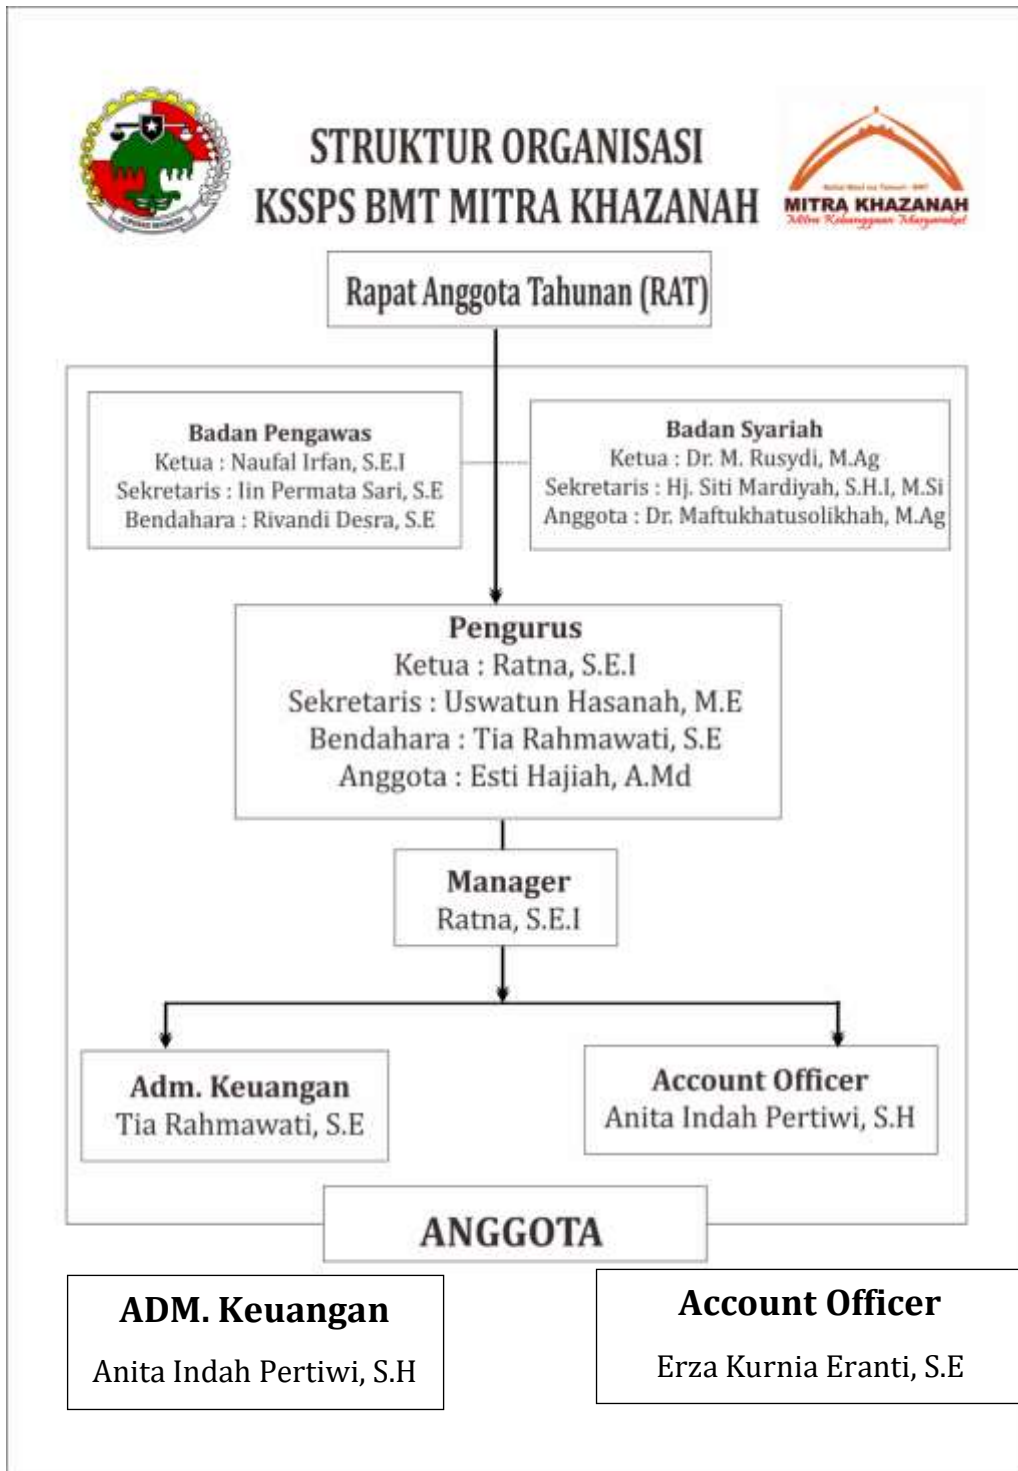 STRUKTUR ORGANISASI
KSSPS BMT MITRA KHAZANAH
MITRA KHAZANAH
Mitra Kebanggaan Masyarakat
Rapat Anggota Tahunan (RAT)
Badan Pengawas
Ketua : Naufal Irfan, S.E.I
Sekretaris : Iin Permata Sari, S.E
Bendahara : Rivandi Desra, S.E
Badan Syariah
Ketua : Dr. M. Rusydi, M.Ag
Sekretaris : Hj. Siti Mardiyah, S.H.I, M.Si
Anggota : Dr. Maftukhatusolikhah, M.Ag
Pengurus
Ketua : Ratna, S.E.I
Sekretaris : Uswatun Hasanah, M.E
Bendahara : Tia Rahmawati, S.E
Anggota : Esti Hajiah, A.Md
Manager
Ratna, S.E.I
Adm. Keuangan
Tia Rahmawati, S.E
Account Officer
Anita Indah Pertiwi, S.H
ANGGOTA
ADM. Keuangan
Anita Indah Pertiwi, S.H
Account Officer
Erza Kurnia Eranti, S.E